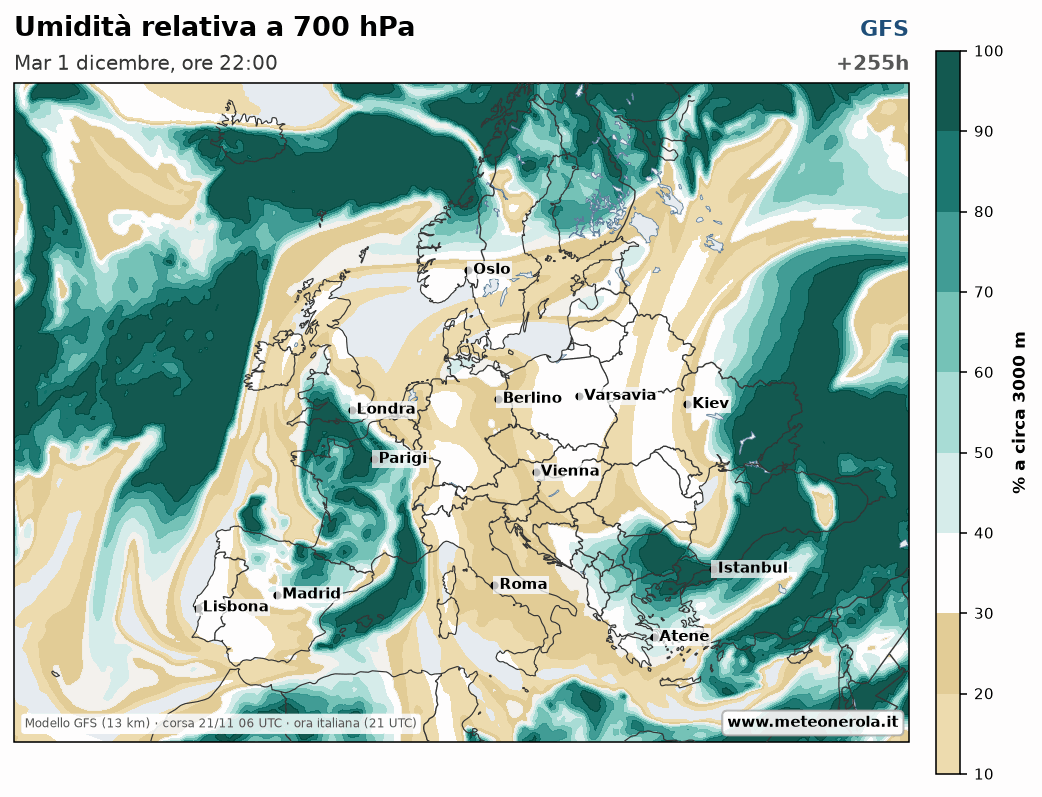 Umidità relativa a 700 hPa
GFS
Mar 1 dicembre, ore 22:00
+255h
100
90
80
70
60
50
40
30
20
10
% a circa 3000 m
Oslo
Berlino
Varsavia
Kiev
Londra
Parigi
Vienna
Istanbul
Roma
Madrid
Lisbona
Atene
Modello GFS (13 km) · corsa 21/11 06 UTC · ora italiana (21 UTC)
www.meteonerola.it